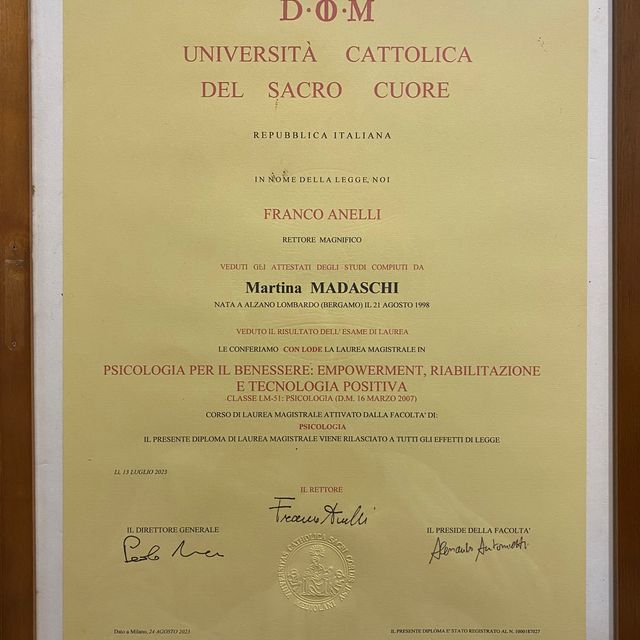 D·O·M
UNIVERSITÀ CATTOLICA
DEL SACRO CUORE
REPUBBLICA ITALIANA
IN NOME DELLA LEGGE, NOI
FRANCO ANELLI
RETTORE MAGNIFICO
VEDUTI GLI ATTESTATI DEGLI STUDI COMPIUTI DA
Martina MADASCHI
NATA A ALZANO LOMBARDO (BERGAMO) IL 21 AGOSTO 1998
VEDUTO IL RISULTATO DELL'ESAME DI LAUREA
LE CONFERIAMO CON LODE LA LAUREA MAGISTRALE IN
PSICOLOGIA PER IL BENESSERE: EMPOWERMENT, RIABILITAZIONE
E TECNOLOGIA POSITIVA
CLASSE LM-51: PSICOLOGIA (D.M. 16 MARZO 2007)
CORSO DI LAUREA MAGISTRALE ATTIVATO DALLA FACOLTA' DI:
PSICOLOGIA
IL PRESENTE DIPLOMA DI LAUREA MAGISTRALE VIENE RILASCIATO A TUTTI GLI EFFETTI DI LEGGE
Lì, 13 LUGLIO 2023
IL RETTORE
Franco Anelli
IL DIRETTORE GENERALE
IL PRESIDE DELLA FACOLTA'
Dato a Milano, 24 AGOSTO 2023
IL PRESENTE DIPLOMA E' STATO REGISTRATO AL N. 1000187027